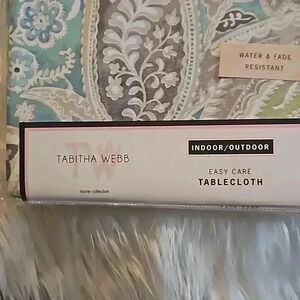 WATER & FADE
RESISTANT
TW
TABITHA WEBB
home collection
INDOOR/OUTDOOR
EASY CARE
TABLECLOTH